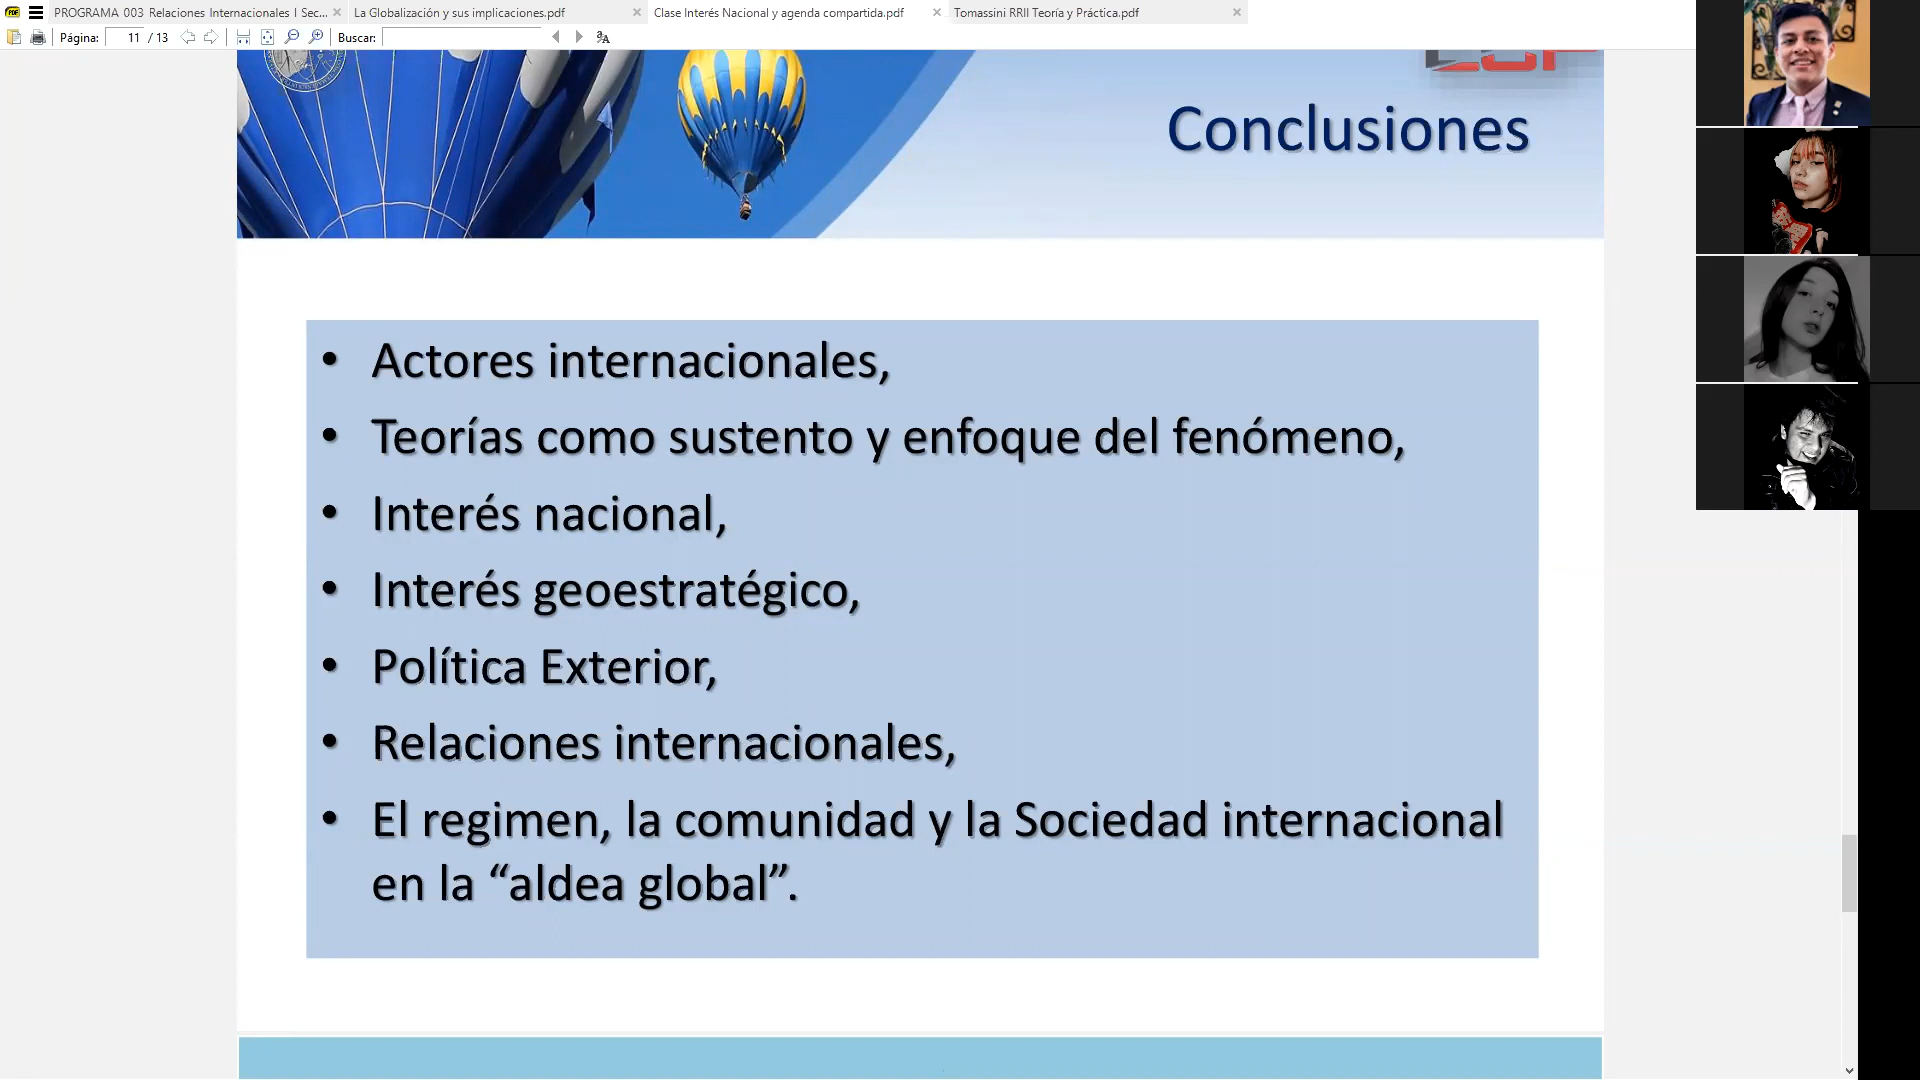 PROGRAMA 003 Relaciones Internacionales I Sec...
La Globalización y sus implicaciones.pdf
Clase Interés Nacional y agenda compartida.pdf
Tomassini RRII Teoría y Práctica.pdf
Página: 11 / 13
Buscar:
Conclusiones
• Actores internacionales,
• Teorías como sustento y enfoque del fenómeno,
• Interés nacional,
• Interés geoestratégico,
• Política Exterior,
• Relaciones internacionales,
• El regimen, la comunidad y la Sociedad internacional
en la “aldea global”.